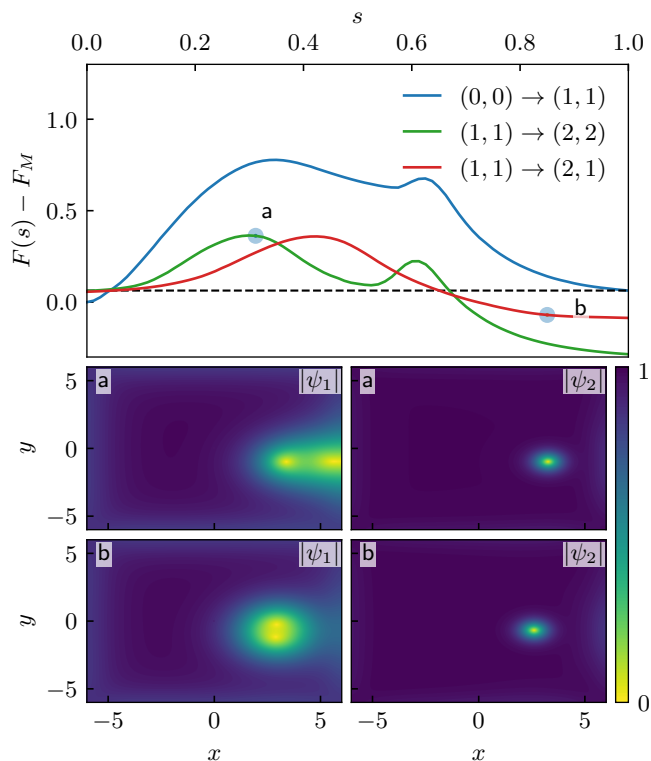 s
0.0 0.2 0.4 0.6 0.8 1.0
F(s) − F_M
1.0
0.5
0.0
(0, 0) → (1, 1)
(1, 1) → (2, 2)
(1, 1) → (2, 1)
a
b
a |ψ₁| a |ψ₂| 1
y
5
0
−5
b |ψ₁| b |ψ₂|
y
5
0
−5
0
−5 0 5 −5 0 5
x x